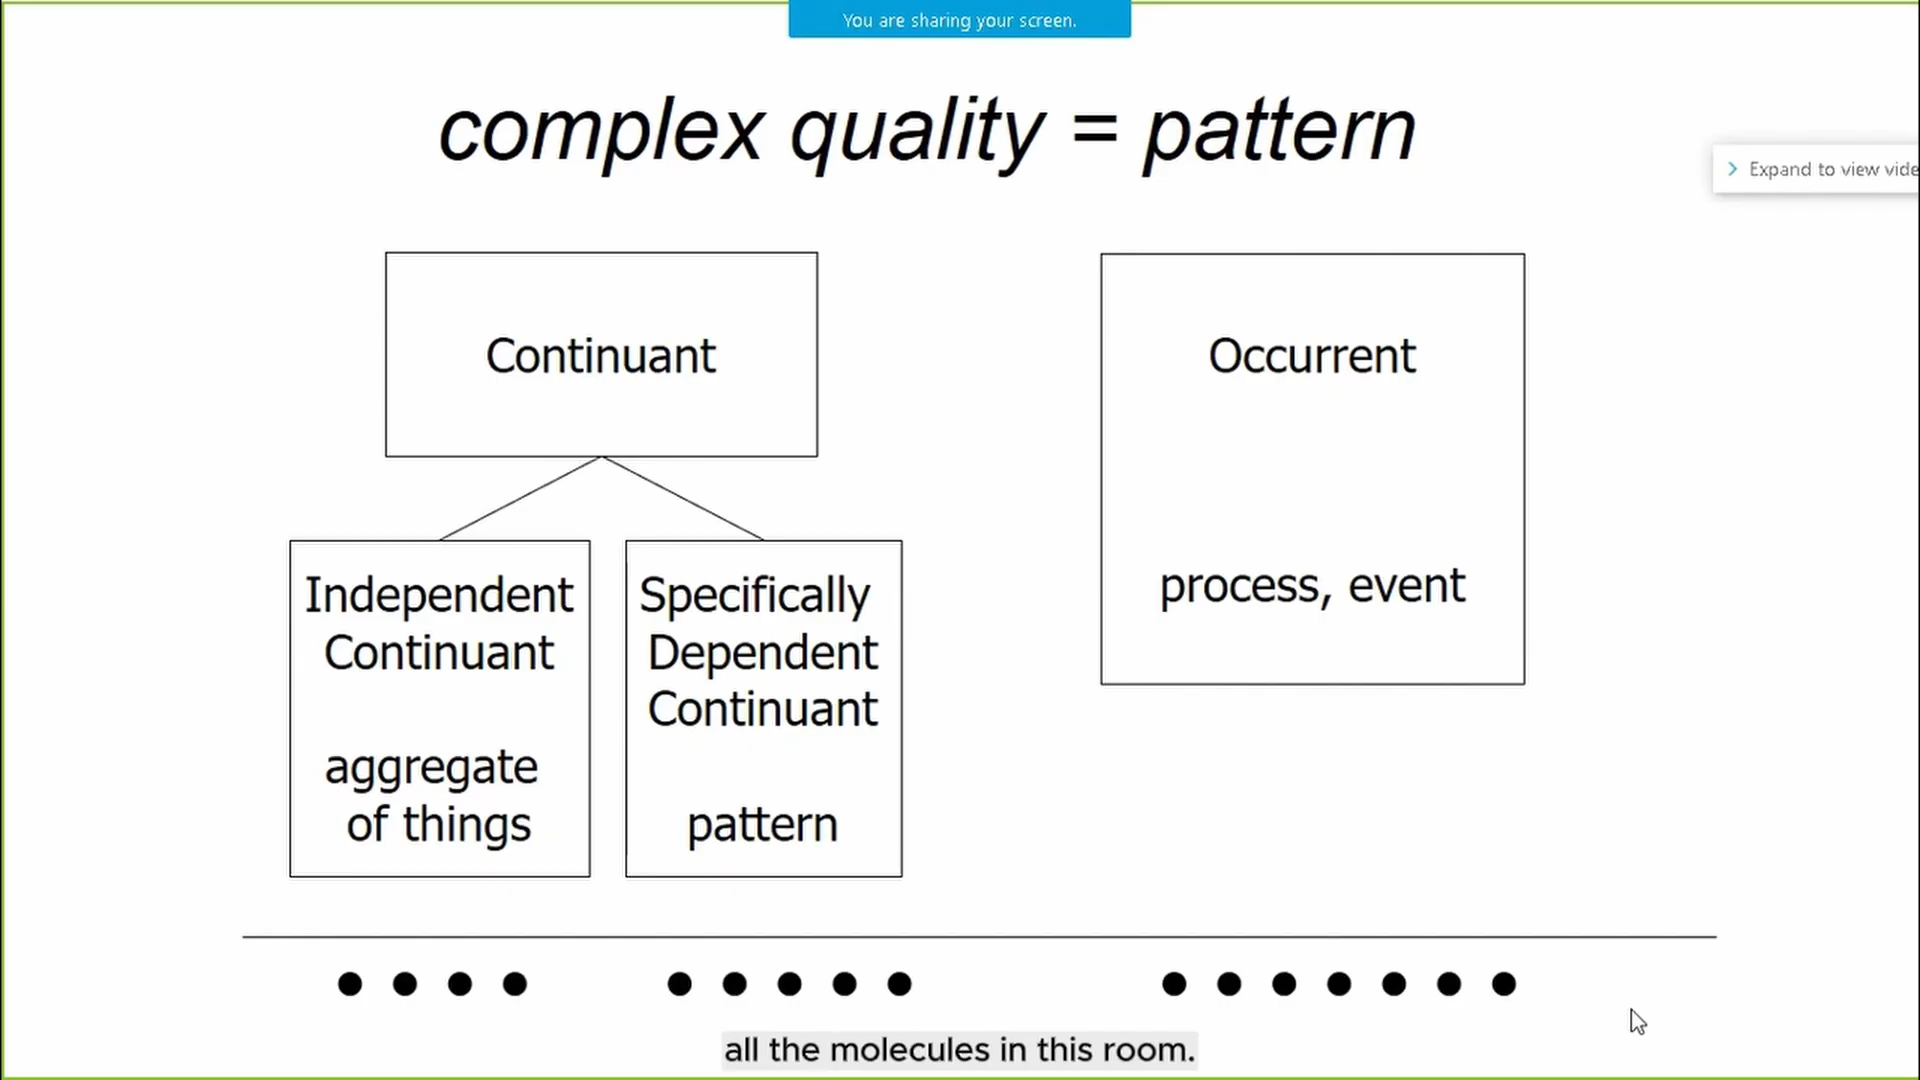 You are sharing your screen.
complex quality = pattern
Expand to view vide
Continuant
Occurrent
process, event
Independent
Continuant
aggregate
of things
Specifically
Dependent
Continuant
pattern
all the molecules in this room.